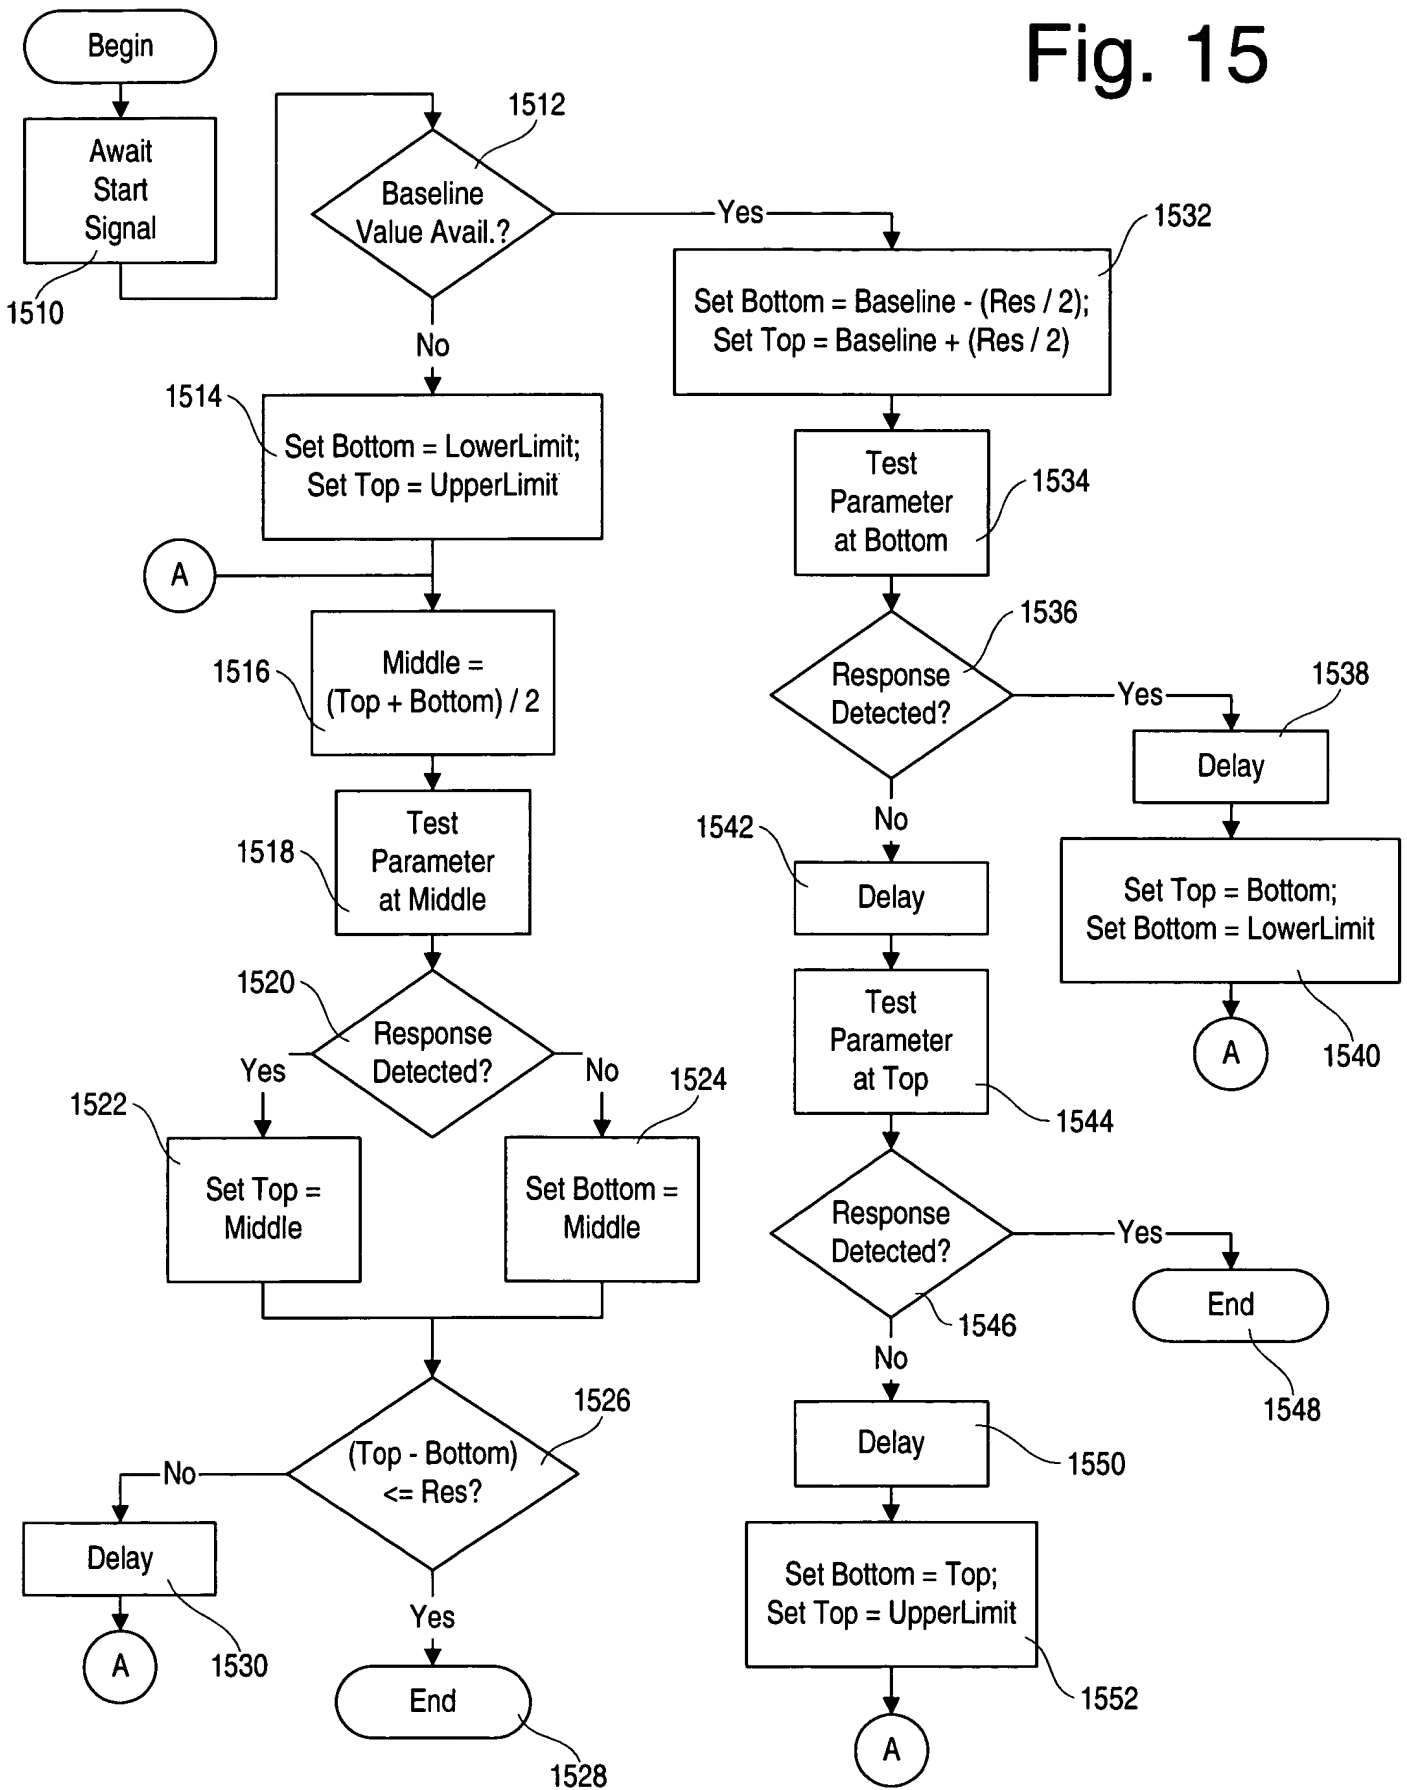 Fig. 15
Begin
Await
Start
Signal
1510
1512
Baseline
Value Avail.?
Yes
No
1514
Set Bottom = LowerLimit;
Set Top = UpperLimit
A
1516
Middle =
(Top + Bottom) / 2
1518
Test
Parameter
at Middle
1520
Response
Detected?
Yes
No
1522
Set Top =
Middle
1524
Set Bottom =
Middle
1526
(Top - Bottom)
<= Res?
No
Delay
1530
A
Yes
End
1528
1532
Set Bottom = Baseline - (Res / 2);
Set Top = Baseline + (Res / 2)
Test
Parameter
at Bottom
1534
1536
Response
Detected?
Yes
1538
Delay
Set Top = Bottom;
Set Bottom = LowerLimit
1540
A
No
1542
Delay
Test
Parameter
at Top
1544
Response
Detected?
1546
Yes
End
1548
No
Delay
1550
Set Bottom = Top;
Set Top = UpperLimit
1552
A